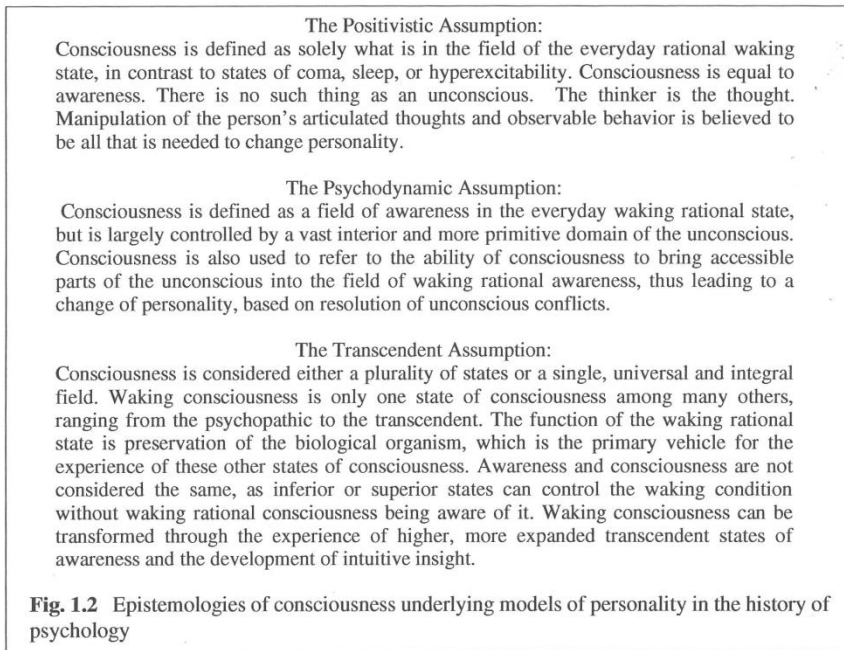 The Positivistic Assumption:
Consciousness is defined as solely what is in the field of the everyday rational waking
state, in contrast to states of coma, sleep, or hyperexcitability. Consciousness is equal to
awareness. There is no such thing as an unconscious. The thinker is the thought.
Manipulation of the person's articulated thoughts and observable behavior is believed to
be all that is needed to change personality.
The Psychodynamic Assumption:
Consciousness is defined as a field of awareness in the everyday waking rational state,
but is largely controlled by a vast interior and more primitive domain of the unconscious.
Consciousness is also used to refer to the ability of consciousness to bring accessible
parts of the unconscious into the field of waking rational awareness, thus leading to a
change of personality, based on resolution of unconscious conflicts.
The Transcendent Assumption:
Consciousness is considered either a plurality of states or a single, universal and integral
field. Waking consciousness is only one state of consciousness among many others,
ranging from the psychopathic to the transcendent. The function of the waking rational
state is preservation of the biological organism, which is the primary vehicle for the
experience of these other states of consciousness. Awareness and consciousness are not
considered the same, as inferior or superior states can control the waking condition
without waking rational consciousness being aware of it. Waking consciousness can be
transformed through the experience of higher, more expanded transcendent states of
awareness and the development of intuitive insight.
Fig. 1.2 Epistemologies of consciousness underlying models of personality in the history of
psychology